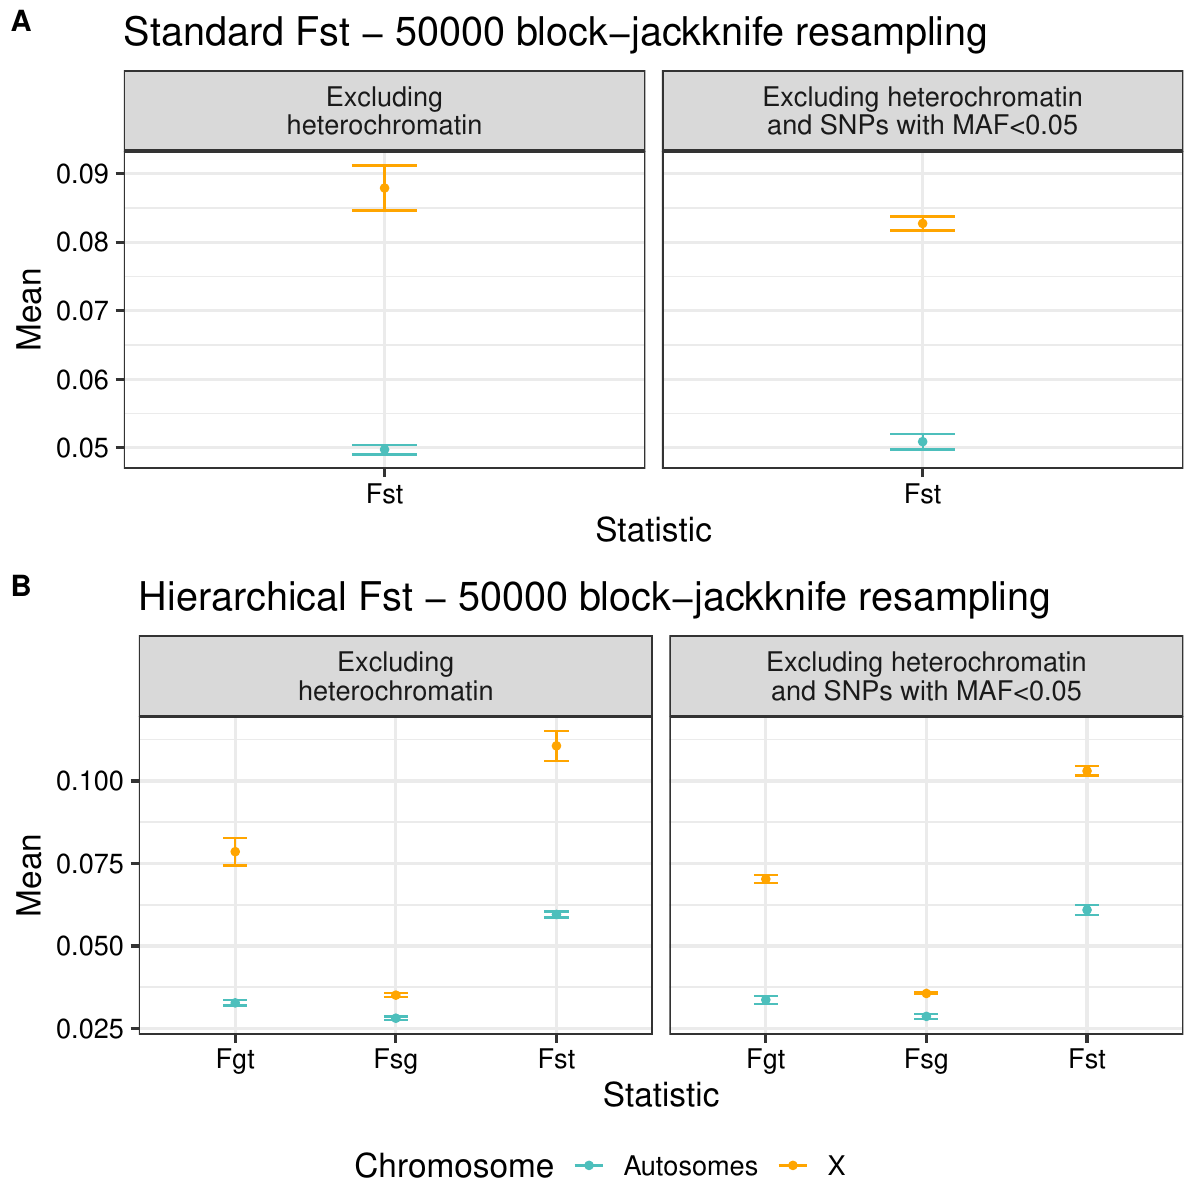 A
Standard Fst − 50000 block−jackknife resampling
Excluding
heterochromatin
Excluding heterochromatin
and SNPs with MAF<0.05
Mean
0.09
0.08
0.07
0.06
0.05
Fst
Fst
Statistic
B
Hierarchical Fst − 50000 block−jackknife resampling
Excluding
heterochromatin
Excluding heterochromatin
and SNPs with MAF<0.05
Mean
0.100
0.075
0.050
0.025
Fgt Fsg Fst
Fgt Fsg Fst
Statistic
Chromosome Autosomes X